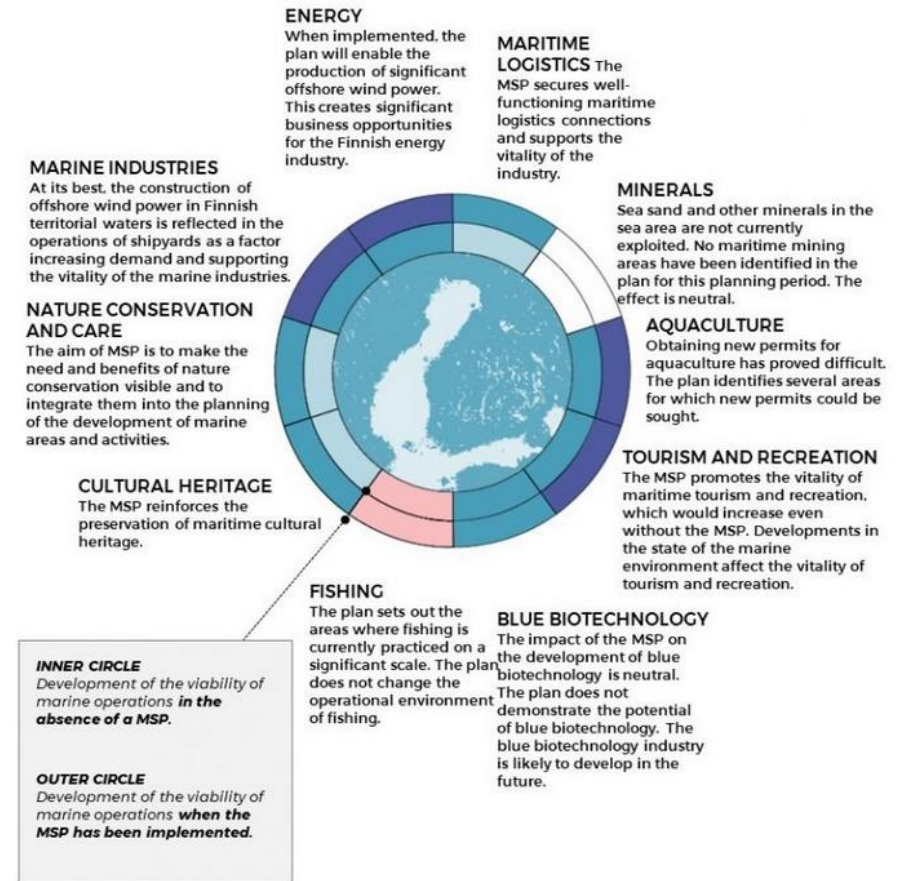 ENERGY
When implemented, the
plan will enable the
production of significant
offshore wind power.
This creates significant
business opportunities
for the Finnish energy
industry.
MARITIME
LOGISTICS The
MSP secures well-
functioning maritime
logistics connections
and supports the
vitality of the
industry.
MINERALS
Sea sand and other minerals in the
sea area are not currently
exploited. No maritime mining
areas have been identified in the
plan for this planning period. The
effect is neutral.
AQUACULTURE
Obtaining new permits for
aquaculture has proved difficult.
The plan identifies several areas
for which new permits could be
sought.
TOURISM AND RECREATION
The MSP promotes the vitality of
maritime tourism and recreation,
which would increase even
without the MSP. Developments in
the state of the marine
environment affect the vitality of
tourism and recreation.
BLUE BIOTECHNOLOGY
The impact of the MSP on
the development of blue
biotechnology is neutral.
The plan does not
demonstrate the potential
of blue biotechnology. The
blue biotechnology industry
is likely to develop in the
future.
FISHING
The plan sets out the
areas where fishing is
currently practiced on a
significant scale. The plan
does not change the
operational environment
of fishing.
CULTURAL HERITAGE
The MSP reinforces the
preservation of maritime cultural
heritage.
NATURE CONSERVATION
AND CARE
The aim of MSP is to make the
need and benefits of nature
conservation visible and to
integrate them into the planning
of the development of marine
areas and activities.
MARINE INDUSTRIES
At its best, the construction of
offshore wind power in Finnish
territorial waters is reflected in the
operations of shipyards as a factor
increasing demand and supporting
the vitality of the marine industries.
INNER CIRCLE
Development of the viability of
marine operations in the
absence of a MSP.
OUTER CIRCLE
Development of the viability of
marine operations when the
MSP has been implemented.